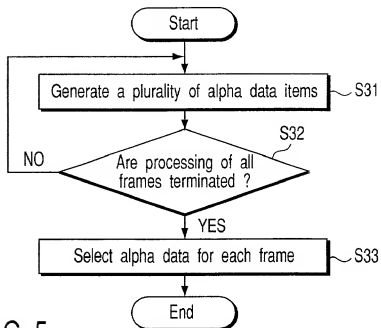 Start
Generate a plurality of alpha data items
S31
S32
Are processing of all
frames terminated ?
NO
YES
Select alpha data for each frame
S33
End